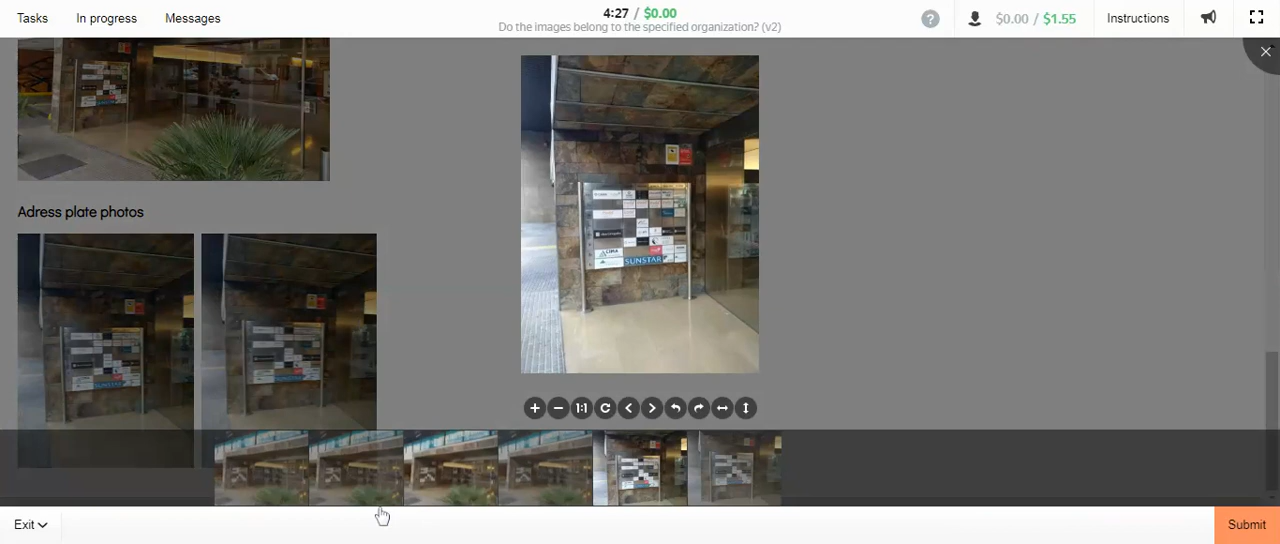 Tasks In progress Messages
4:27 / $0.00
Do the images belong to the specified organization? (v2)
? $0.00 / $1.55 Instructions
Adress plate photos
SUNSTAR
SUNSTAR
1:1
Exit
Submit